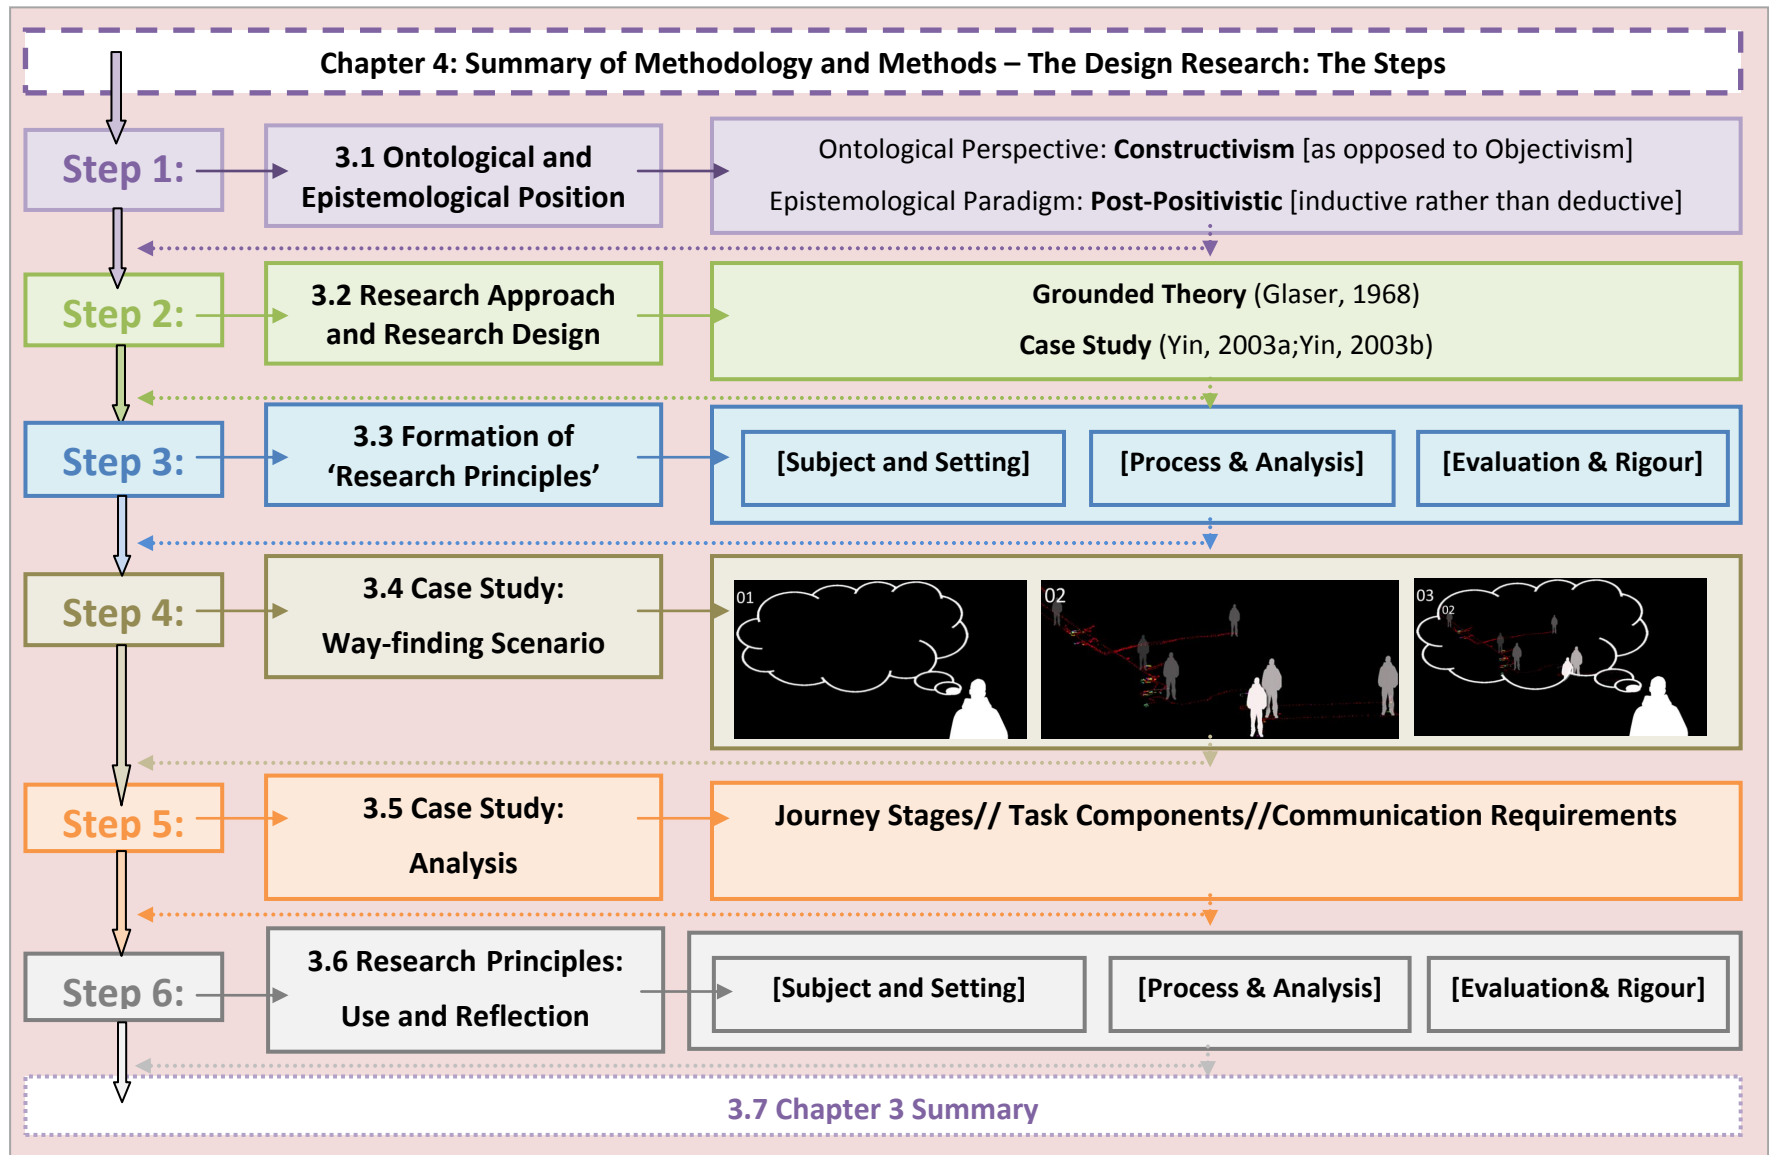 Chapter 4: Summary of Methodology and Methods – The Design Research: The Steps
Step 1:
3.1 Ontological and
Epistemological Position
Ontological Perspective: Constructivism [as opposed to Objectivism]
Epistemological Paradigm: Post-Positivistic [inductive rather than deductive]
Step 2:
3.2 Research Approach
and Research Design
Grounded Theory (Glaser, 1968)
Case Study (Yin, 2003a;Yin, 2003b)
Step 3:
3.3 Formation of
‘Research Principles’
[Subject and Setting]
[Process & Analysis]
[Evaluation & Rigour]
Step 4:
3.4 Case Study:
Way-finding Scenario
01
02
03
02
Step 5:
3.5 Case Study:
Analysis
Journey Stages// Task Components//Communication Requirements
Step 6:
3.6 Research Principles:
Use and Reflection
[Subject and Setting]
[Process & Analysis]
[Evaluation& Rigour]
3.7 Chapter 3 Summary